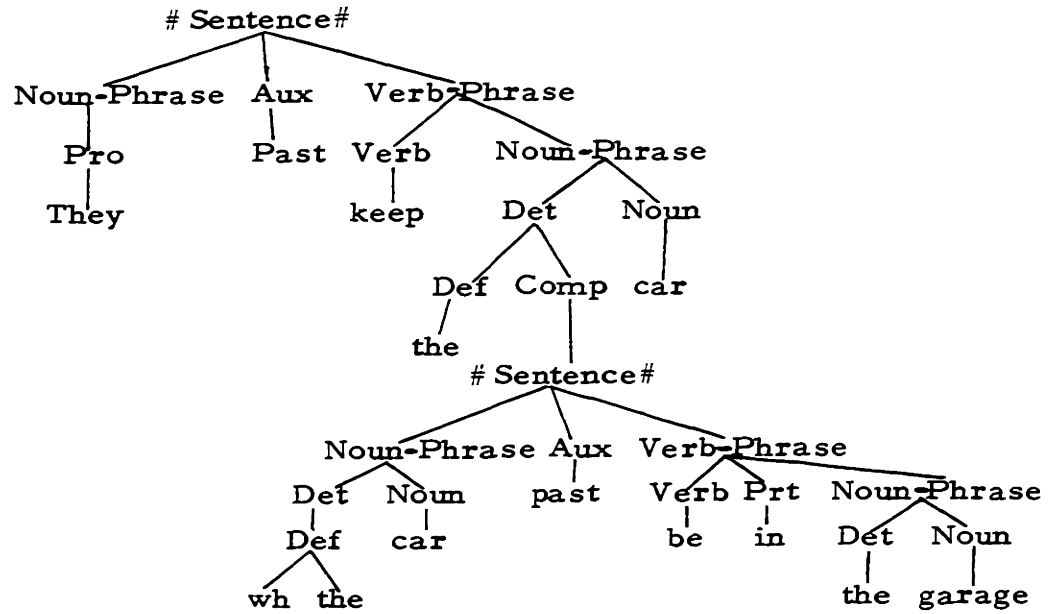 # Sentence #
Noun-Phrase Aux Verb-Phrase
Pro Past Verb Noun-Phrase
They keep Det Noun
Def Comp car
the
# Sentence #
Noun-Phrase Aux Verb-Phrase
Det Noun past Verb Prt Noun-Phrase
Def car be in Det Noun
wh the the garage